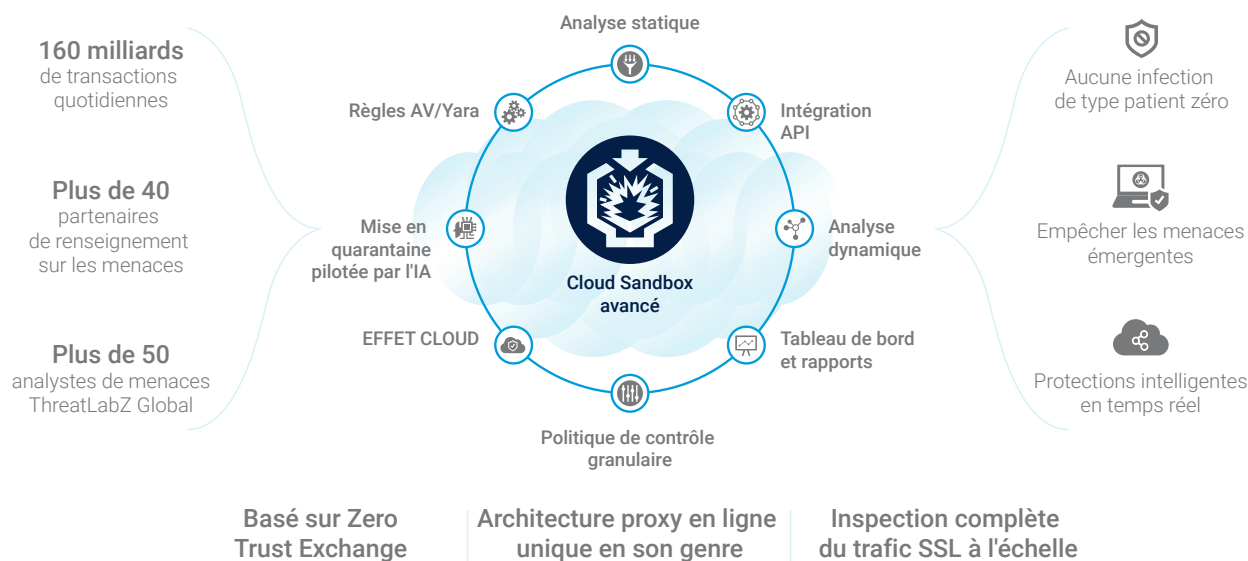 160 milliards
de transactions
quotidiennes
Plus de 40
partenaires
de renseignement
sur les menaces
Plus de 50
analystes de menaces
ThreatLabZ Global
Analyse statique
Règles AV/Yara
Intégration
API
Mise en
quarantaine
pilotée par l'IA
Analyse
dynamique
Cloud Sandbox
avancé
EFFET CLOUD
Tableau de bord
et rapports
Politique de contrôle
granulaire
Aucune infection
de type patient zéro
Empêcher les menaces
émergentes
Protections intelligentes
en temps réel
Basé sur Zero
Trust Exchange
Architecture proxy en ligne
unique en son genre
Inspection complète
du trafic SSL à l'échelle